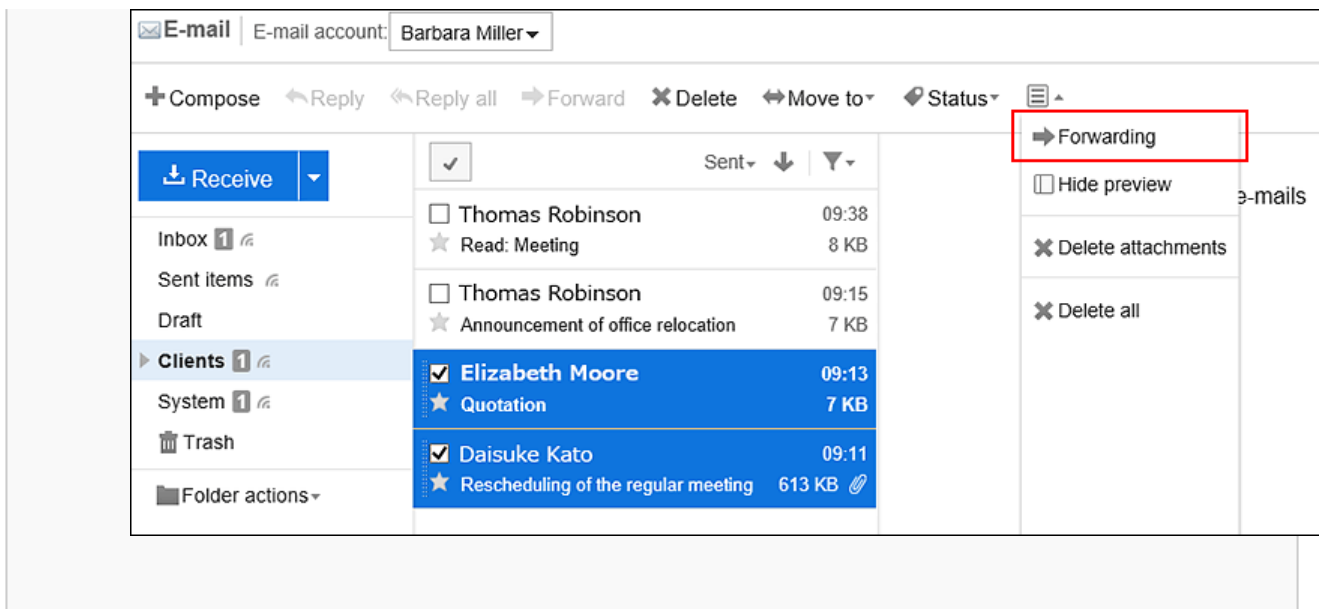 E-mail E-mail account: Barbara Miller
Compose Reply Reply all Forward Delete Move to Status
Forwarding
Hide preview
Delete attachments
Delete all
e-mails
Receive
Inbox 1
Sent items
Draft
Clients 1
System 1
Trash
Folder actions
Sent
Thomas Robinson 09:38
Read: Meeting 8 KB
Thomas Robinson 09:15
Announcement of office relocation 7 KB
Elizabeth Moore 09:13
Quotation 7 KB
Daisuke Kato 09:11
Rescheduling of the regular meeting 613 KB